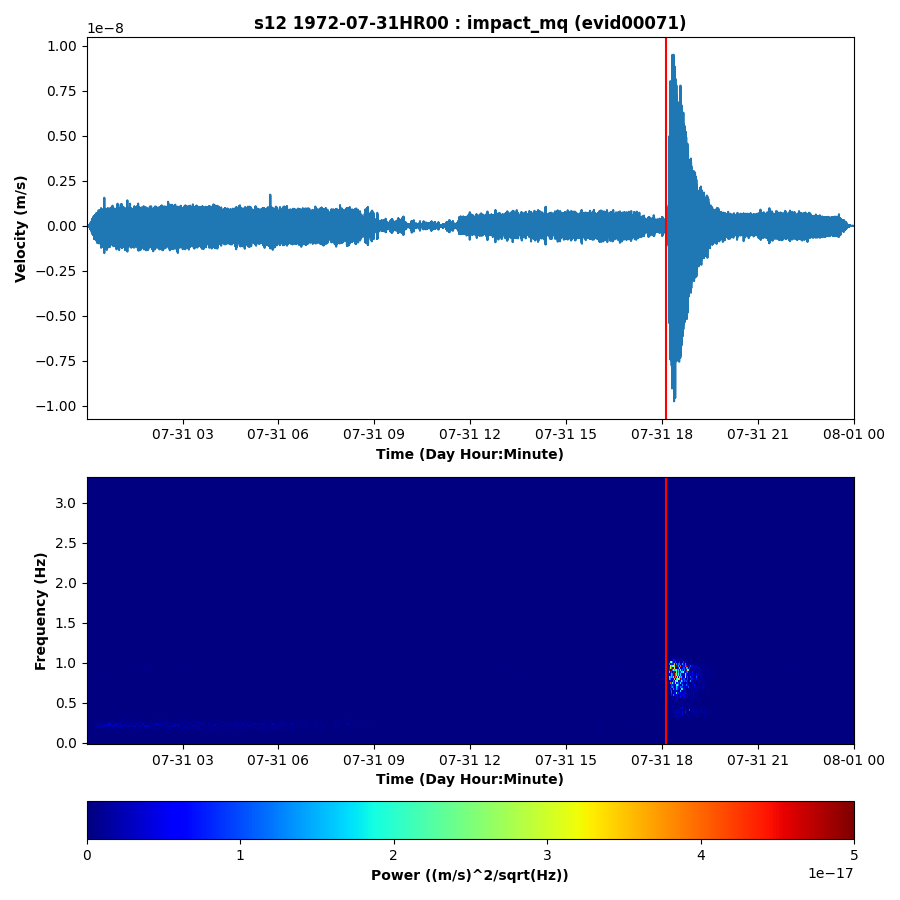 s12 1972-07-31HR00 : impact_mq (evid00071)
1e−8
1.00
0.75
0.50
0.25
0.00
−0.25
−0.50
−0.75
−1.00
Velocity (m/s)
07-31 03 07-31 06 07-31 09 07-31 12 07-31 15 07-31 18 07-31 21 08-01 00
Time (Day Hour:Minute)
3.0
2.5
2.0
1.5
1.0
0.5
0.0
Frequency (Hz)
07-31 03 07-31 06 07-31 09 07-31 12 07-31 15 07-31 18 07-31 21 08-01 00
Time (Day Hour:Minute)
0 1 2 3 4 5
1e−17
Power ((m/s)^2/sqrt(Hz))